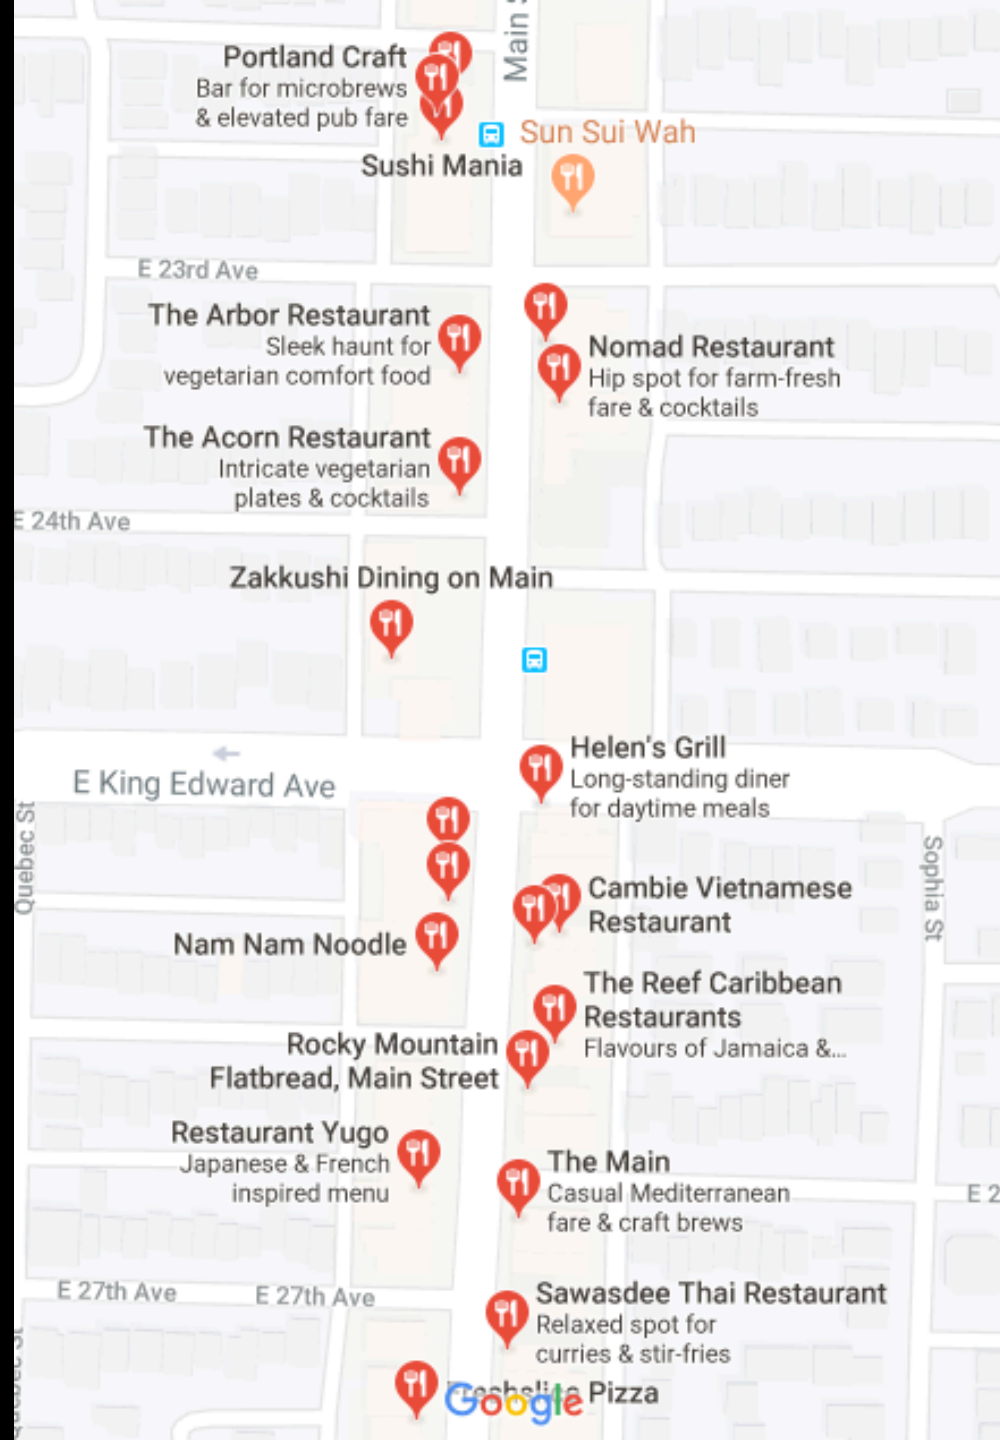 Main S
Portland Craft
Bar for microbrews
& elevated pub fare
Sun Sui Wah
Sushi Mania
E 23rd Ave
The Arbor Restaurant
Sleek haunt for
vegetarian comfort food
Nomad Restaurant
Hip spot for farm-fresh
fare & cocktails
The Acorn Restaurant
Intricate vegetarian
plates & cocktails
E 24th Ave
Zakkushi Dining on Main
Helen's Grill
Long-standing diner
for daytime meals
E King Edward Ave
Quebec St
Sophia St
Cambie Vietnamese
Restaurant
Nam Nam Noodle
The Reef Caribbean
Restaurants
Flavours of Jamaica &...
Rocky Mountain
Flatbread, Main Street
Restaurant Yugo
Japanese & French
inspired menu
The Main
Casual Mediterranean
fare & craft brews
E 2
E 27th Ave
E 27th Ave
Sawasdee Thai Restaurant
Relaxed spot for
curries & stir-fries
Quebec St
Freshslice Pizza
Google